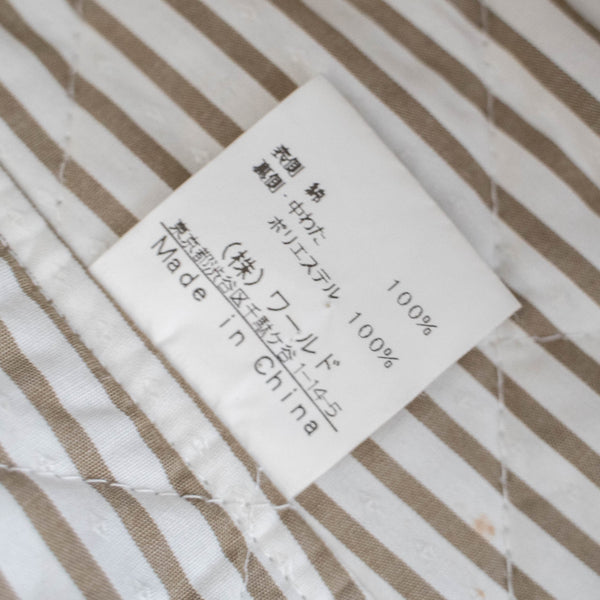 表側 綿 100%
裏側・中わた
ポリエステル 100%
(株)ワールド
東京都渋谷区千駄ケ谷1-14-5
Made in China